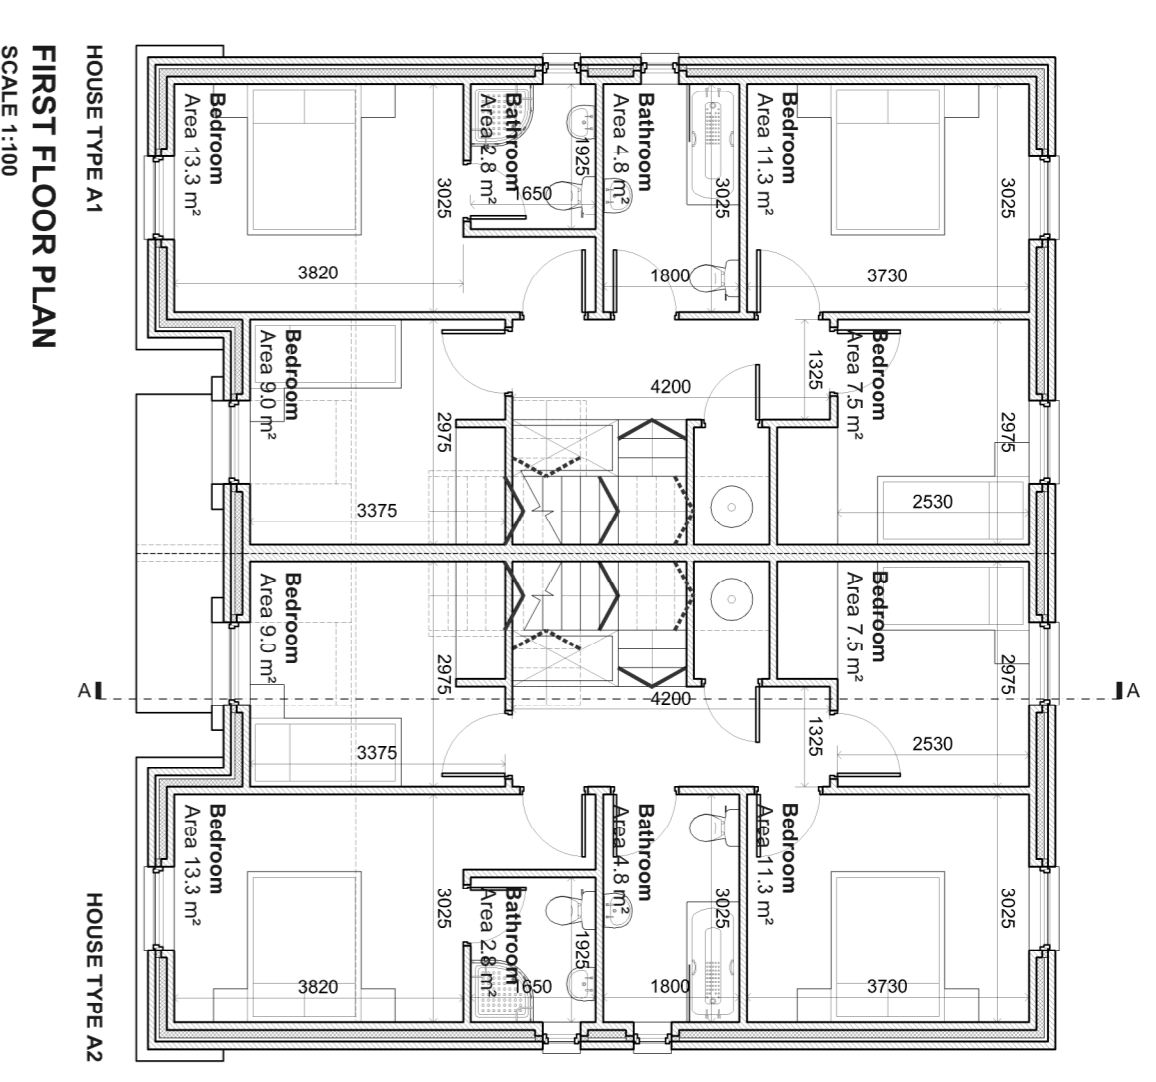 FIRST FLOOR PLAN
SCALE 1:100
HOUSE TYPE A1
Bedroom
Area 13.3 m²
3820
3025
Bathroom
Area 2.8 m²
1925
1650
Bathroom
Area 4.8 m²
3025
1800
Bedroom
Area 11.3 m²
3025
3730
Bedroom
Area 9.0 m²
2975
3375
4200
1325
Bedroom
Area 7.5 m²
2975
2530
Bedroom
Area 9.0 m²
2975
3375
4200
1325
Bedroom
Area 7.5 m²
2975
2530
A
A
HOUSE TYPE A2
Bedroom
Area 13.3 m²
3025
3820
Bathroom
Area 2.8 m²
1925
1650
Bathroom
Area 4.8 m²
3025
1800
Bedroom
Area 11.3 m²
3025
3730